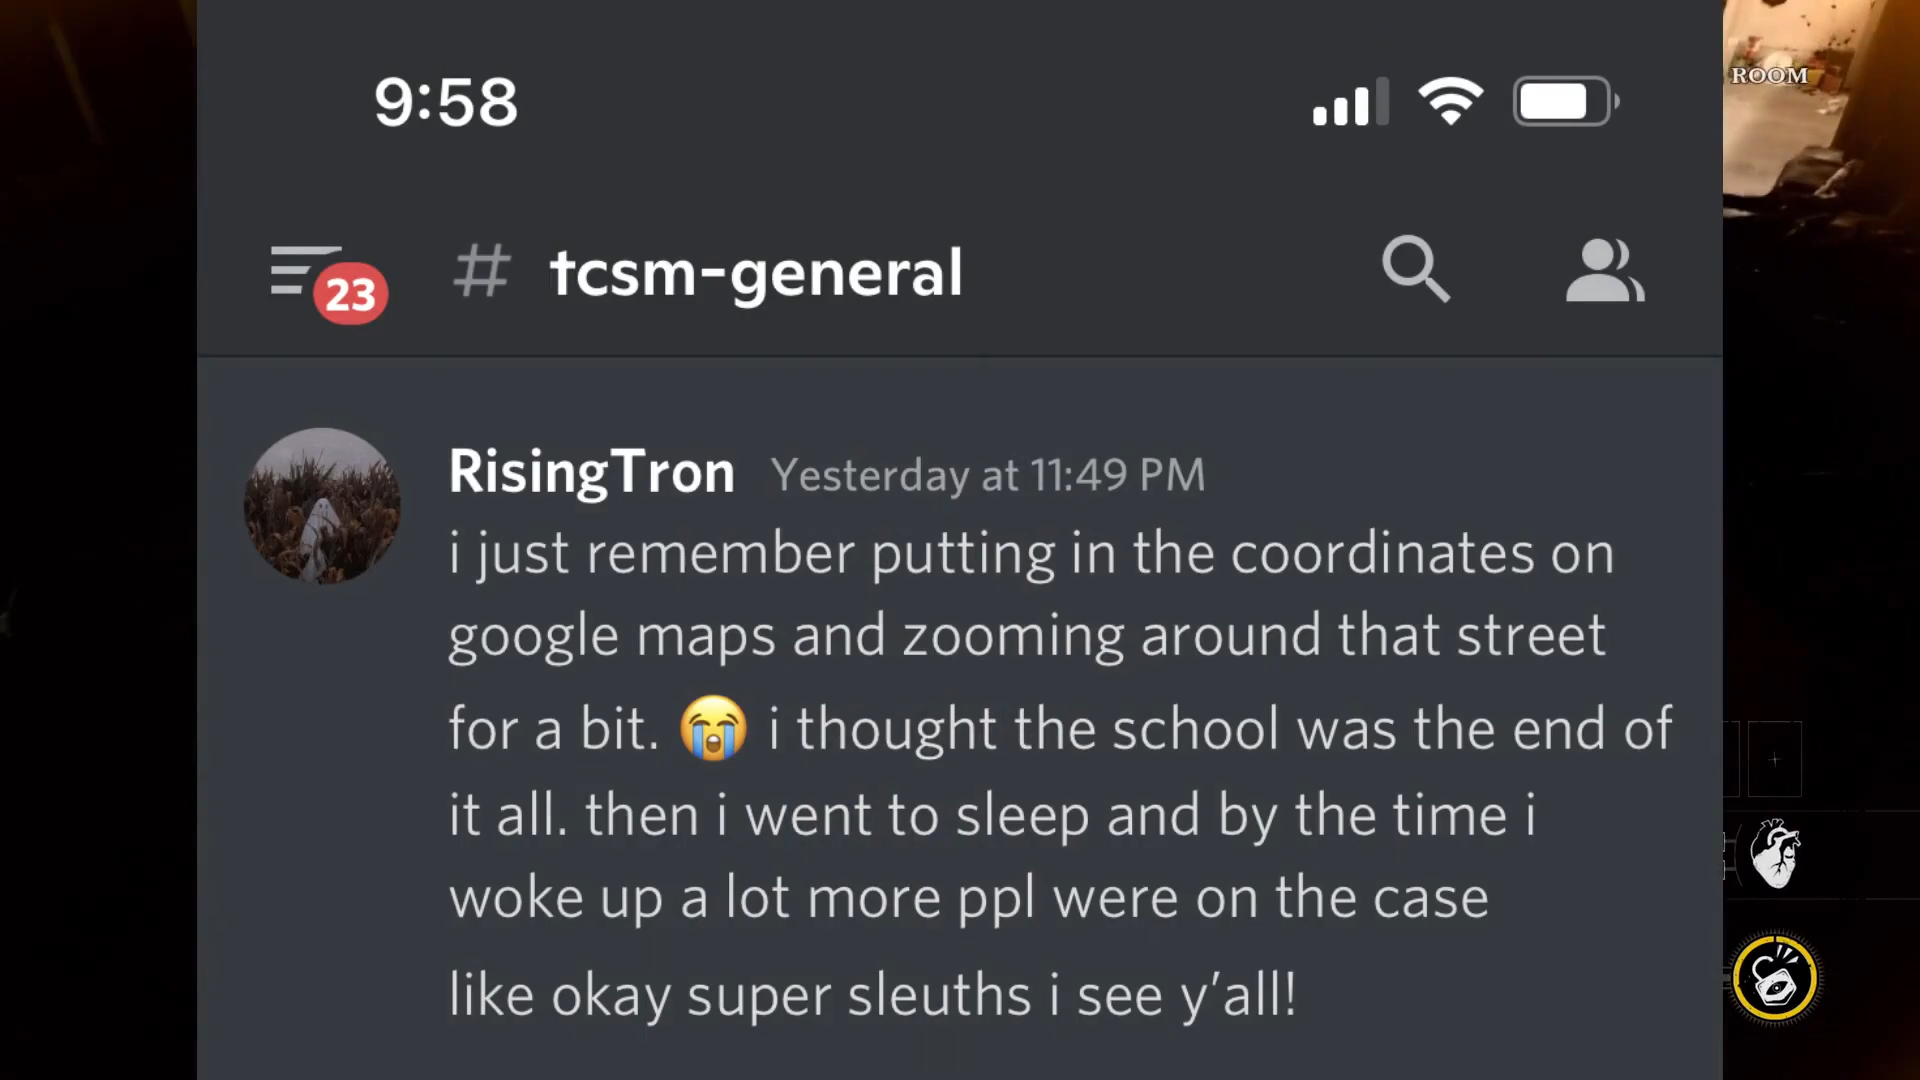 9:58
ROOM
23
# tcsm-general
RisingTron Yesterday at 11:49 PM
i just remember putting in the coordinates on
google maps and zooming around that street
for a bit. 😭 i thought the school was the end of
it all. then i went to sleep and by the time i
woke up a lot more ppl were on the case
like okay super sleuths i see y’all!